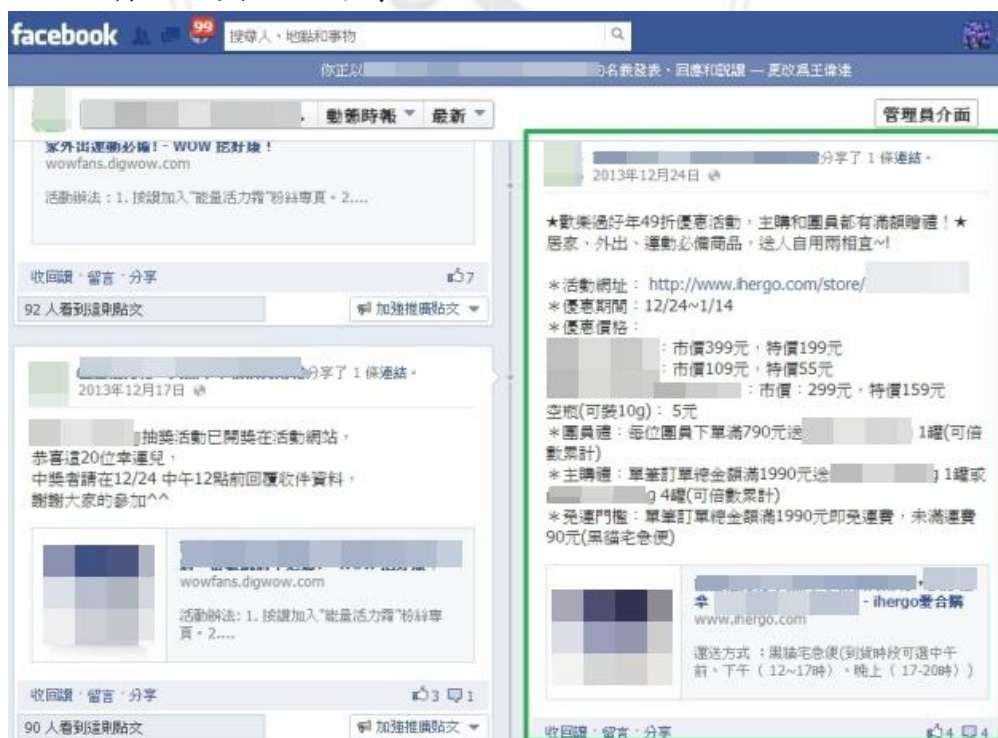 facebook
99
搜尋人、地點和事物
你正以
的名義發表、回應和說讚 — 更改為王偉達
動態時報
最新
管理員介面
家外出運動必備! - WOW 挖好康!
wowfans.digwow.com
活動辦法:1. 按讚加入"能量活力霜"粉絲專頁。2....
收回讚 · 留言 · 分享
7
92 人看到這則貼文
加強推廣貼文
分享了 1 條連結。
2013年12月17日
抽獎活動已開獎在活動網站,
恭喜這20位幸運兒,
中獎者請在12/24 中午12點前回覆收件資料,
謝謝大家的參加^^
wowfans.digwow.com
活動辦法: 1. 按讚加入"能量活力霜"粉絲專
頁。2....
收回讚 · 留言 · 分享
3 1
90 人看到這則貼文
加強推廣貼文
分享了 1 條連結。
2013年12月24日
★歡樂過好年49折優惠活動,主購和團員都有滿額贈禮!★
居家、外出、運動必備商品,送人自用兩相宜~!
*活動網址: http://www.ihergo.com/store/
*優惠期間:12/24~1/14
*優惠價格:
:市價399元,特價199元
:市價109元,特價55元
:市價:299元,特價159元
空瓶(可裝10g): 5元
*團員禮:每位團員下單滿790元送 1罐(可倍
數累計)
*主購禮:單筆訂單總金額滿1990元送 g 1罐或
g 4罐(可倍數累計)
*免運門檻:單筆訂單總金額滿1990元即免運費,未滿運費
90元(黑貓宅急便)
- ihergo愛合購
www.ihergo.com
運送方式 :黑貓宅急便(到貨時段可選中午
前、下午 ( 12~17時) 、晚上 ( 17-20時) )
收回讚 · 留言 · 分享
4 4